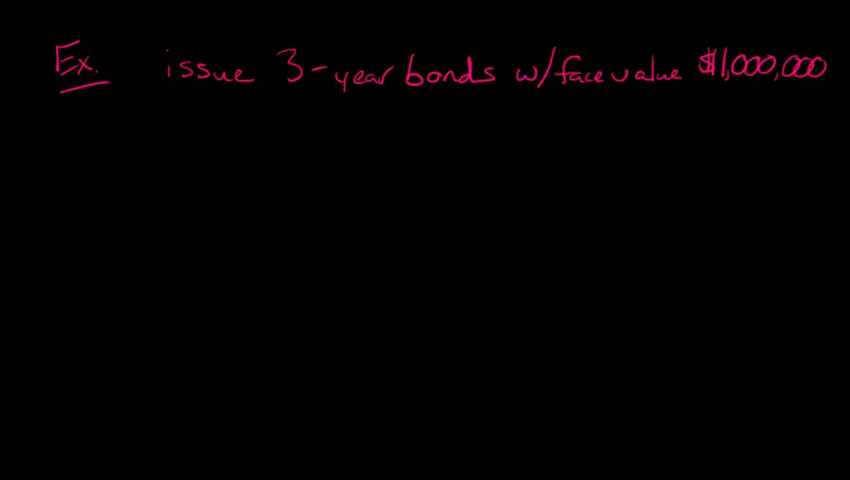 Ex. issue 3-year bonds w/face value $1,000,000